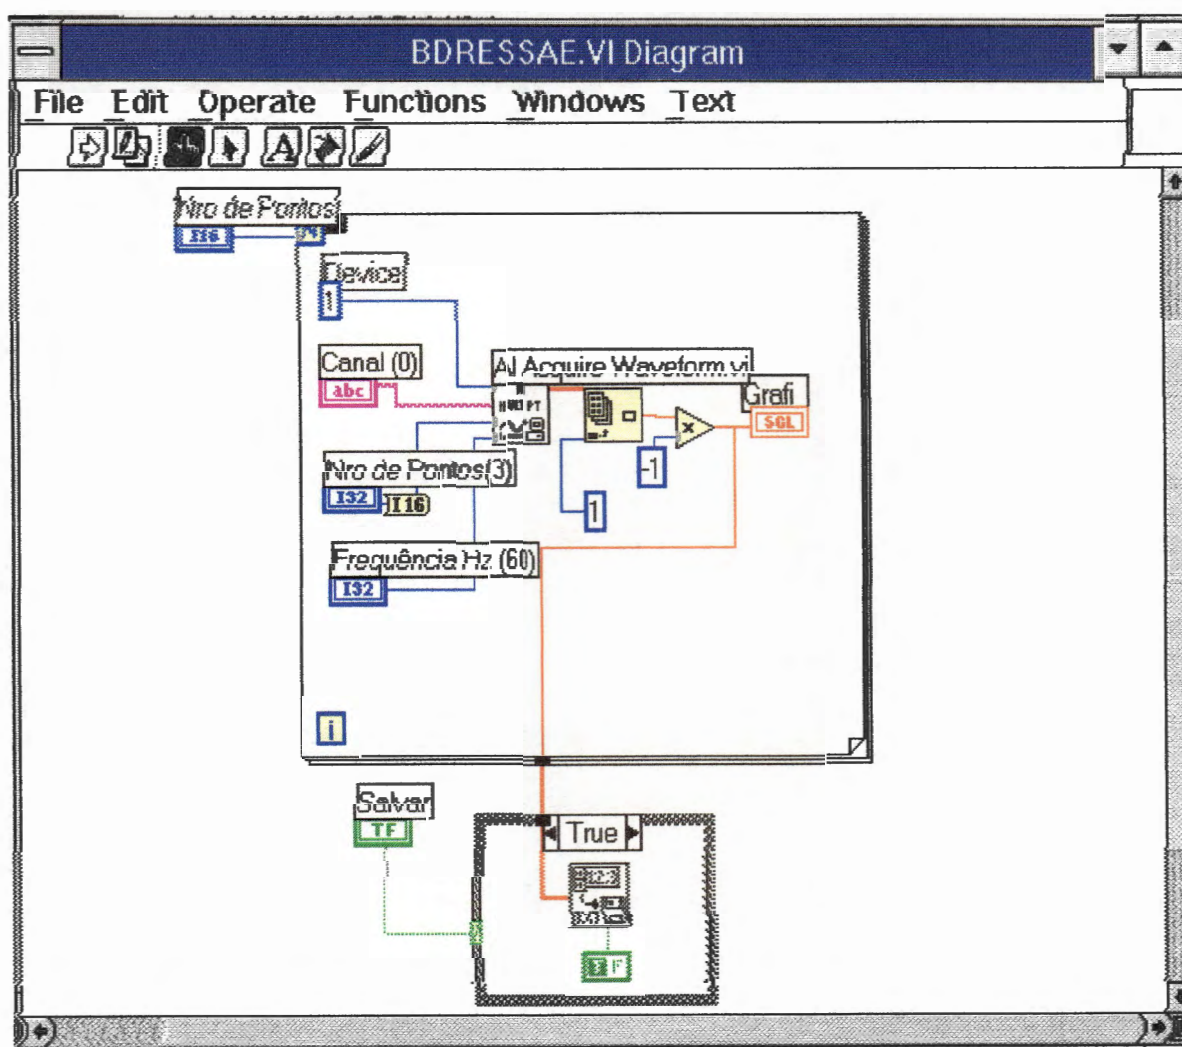 BDRESSAE.VI Diagram
File Edit Operate Functions Windows Text
A
Nro de Pontos
I16
N
Device
1
Canal (0)
abc
AI Acquire Waveform.vi
MULT PT
Grafi
SGL
x
-1
1
Nro de Pontos(3)
I32
I16
Frequência Hz (60)
I32
i
Salvar
TF
True
TF